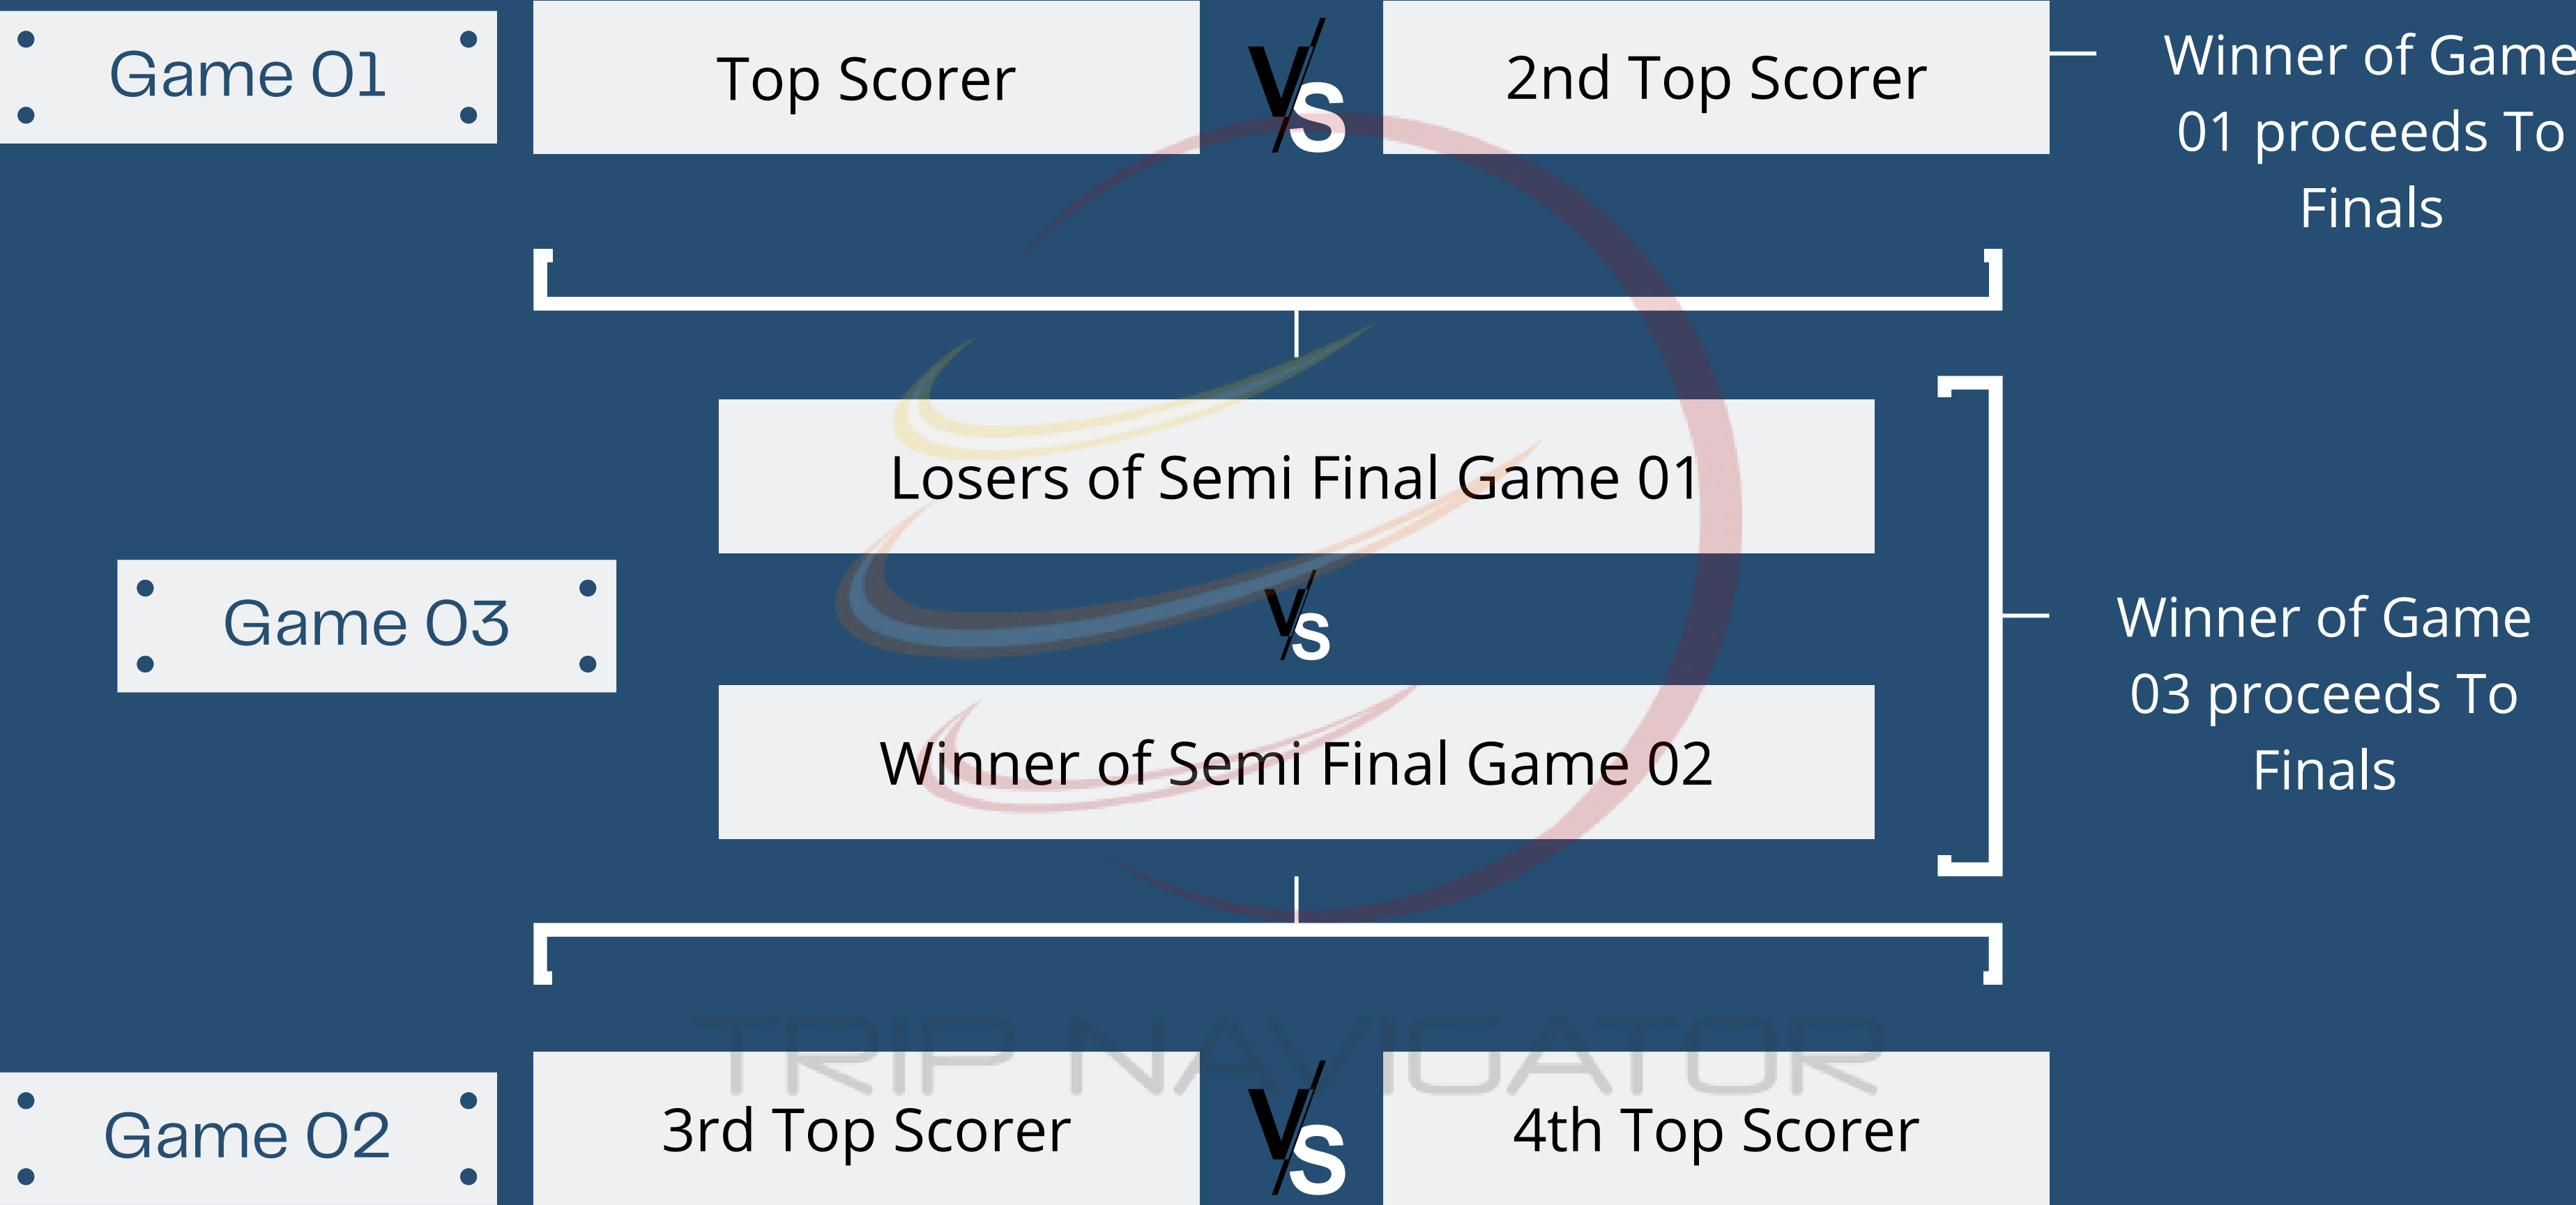 Game 01
Top Scorer
VS
2nd Top Scorer
Winner of Game
01 proceeds To
Finals
Losers of Semi Final Game 01
Game 03
VS
Winner of Semi Final Game 02
Winner of Game
03 proceeds To
Finals
TRIP NAVIGATOR
Game 02
3rd Top Scorer
VS
4th Top Scorer